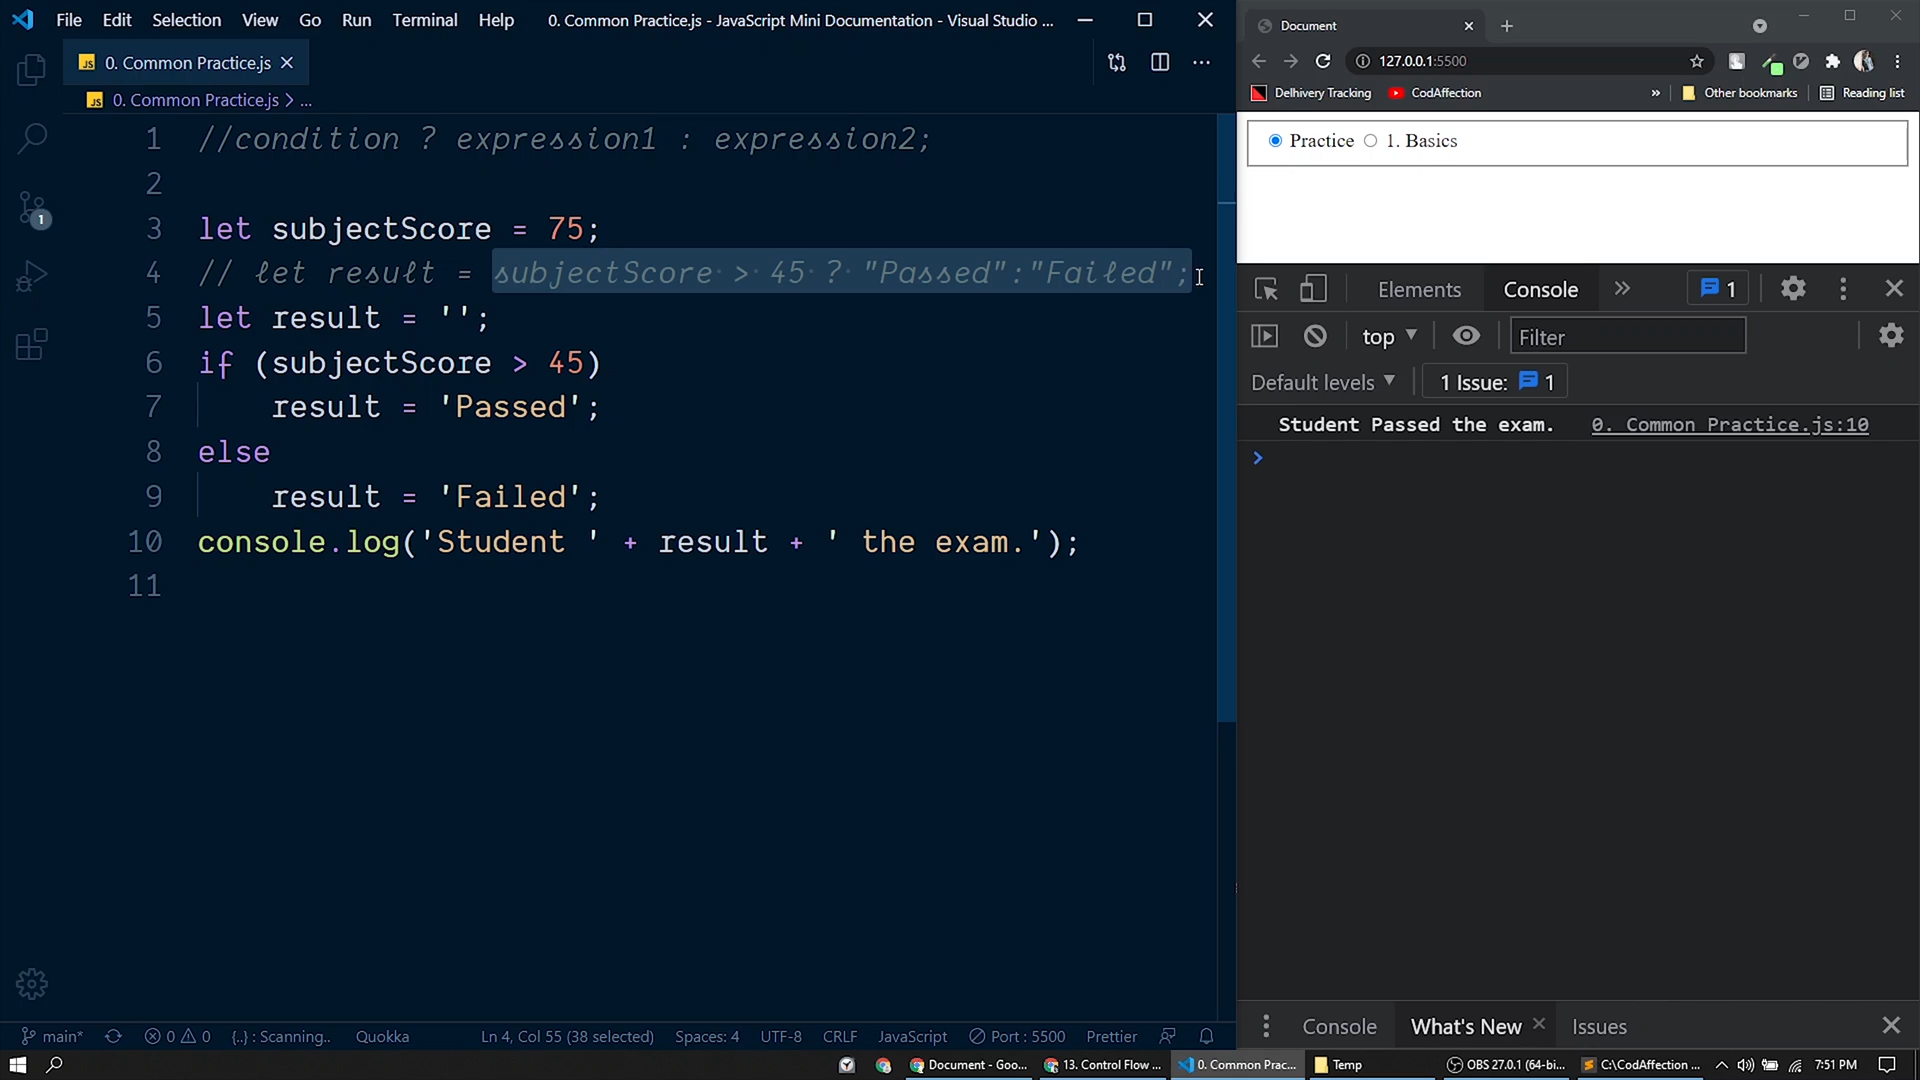 File Edit Selection View Go Run Terminal Help 0. Common Practice.js - JavaScript Mini Documentation - Visual Studio ...
JS 0. Common Practice.js
JS 0. Common Practice.js > ...
1 //condition ? expression1 : expression2;
2
3 let subjectScore = 75;
4 // let result = subjectScore > 45 ? "Passed":"Failed";
5 let result = '';
6 if (subjectScore > 45)
7 result = 'Passed';
8 else
9 result = 'Failed';
10 console.log('Student ' + result + ' the exam.');
11
1
main* 0 0 {..} : Scanning.. Quokka Ln 4, Col 55 (38 selected) Spaces: 4 UTF-8 CRLF JavaScript Port : 5500 Prettier
Document
127.0.0.1:5500
Delhivery Tracking CodAffection » Other bookmarks Reading list
Practice 1. Basics
Elements Console 1
top Filter
Default levels 1 Issue: 1
Student Passed the exam. 0. Common Practice.js:10
>
Console What's New Issues
Document - Goo... 13. Control Flow ... 0. Common Prac... Temp OBS 27.0.1 (64-bi... C:\CodAffection ... 7:51 PM